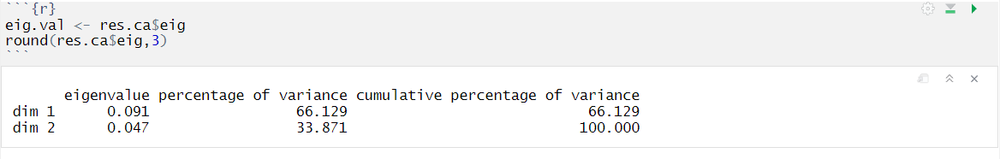 ```{r}
eig.val <- res.ca$eig
round(res.ca$eig,3)
```
eigenvalue percentage of variance cumulative percentage of variance
dim 1 0.091 66.129 66.129
dim 2 0.047 33.871 100.000